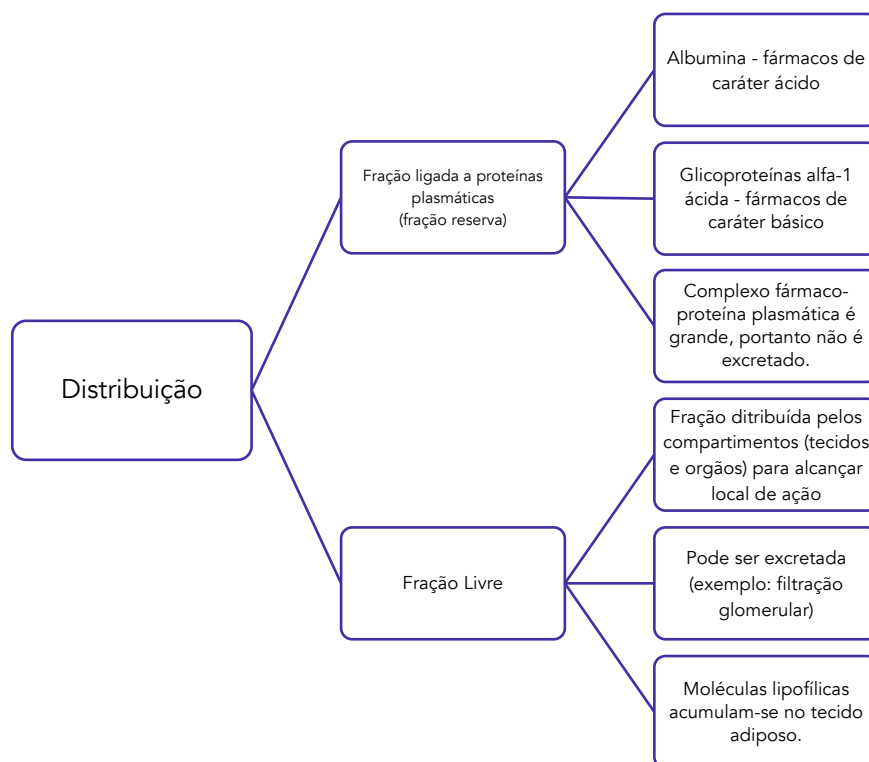 Distribuição
Fração ligada a proteínas
plasmáticas
(fração reserva)
Albumina - fármacos de
caráter ácido
Glicoproteínas alfa-1
ácida - fármacos de
caráter básico
Complexo fármaco-
proteína plasmática é
grande, portanto não é
excretado.
Fração Livre
Fração ditribuída pelos
compartimentos (tecidos
e orgãos) para alcançar
local de ação
Pode ser excretada
(exemplo: filtração
glomerular)
Moléculas lipofílicas
acumulam-se no tecido
adiposo.